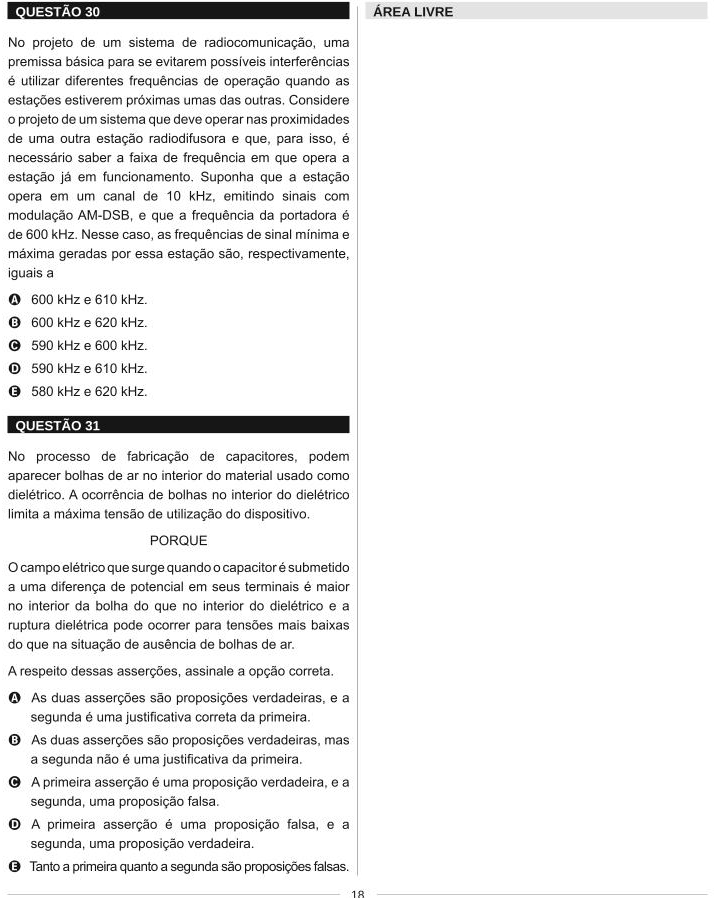 QUESTÃO 30
No projeto de um sistema de radiocomunicação, uma
premissa básica para se evitarem possíveis interferências
é utilizar diferentes frequências de operação quando as
estações estiverem próximas umas das outras. Considere
o projeto de um sistema que deve operar nas proximidades
de uma outra estação radiodifusora e que, para isso, é
necessário saber a faixa de frequência em que opera a
estação já em funcionamento. Suponha que a estação
opera em um canal de 10 kHz, emitindo sinais com
modulação AM-DSB, e que a frequência da portadora é
de 600 kHz. Nesse caso, as frequências de sinal mínima e
máxima geradas por essa estação são, respectivamente,
iguais a
A 600 kHz e 610 kHz.
B 600 kHz e 620 kHz.
C 590 kHz e 600 kHz.
D 590 kHz e 610 kHz.
E 580 kHz e 620 kHz.
QUESTÃO 31
No processo de fabricação de capacitores, podem
aparecer bolhas de ar no interior do material usado como
dielétrico. A ocorrência de bolhas no interior do dielétrico
limita a máxima tensão de utilização do dispositivo.
PORQUE
O campo elétrico que surge quando o capacitor é submetido
a uma diferença de potencial em seus terminais é maior
no interior da bolha do que no interior do dielétrico e a
ruptura dielétrica pode ocorrer para tensões mais baixas
do que na situação de ausência de bolhas de ar.
A respeito dessas asserções, assinale a opção correta.
A As duas asserções são proposições verdadeiras, e a
segunda é uma justificativa correta da primeira.
B As duas asserções são proposições verdadeiras, mas
a segunda não é uma justificativa da primeira.
C A primeira asserção é uma proposição verdadeira, e a
segunda, uma proposição falsa.
D A primeira asserção é uma proposição falsa, e a
segunda, uma proposição verdadeira.
E Tanto a primeira quanto a segunda são proposições falsas.
ÁREA LIVRE
18